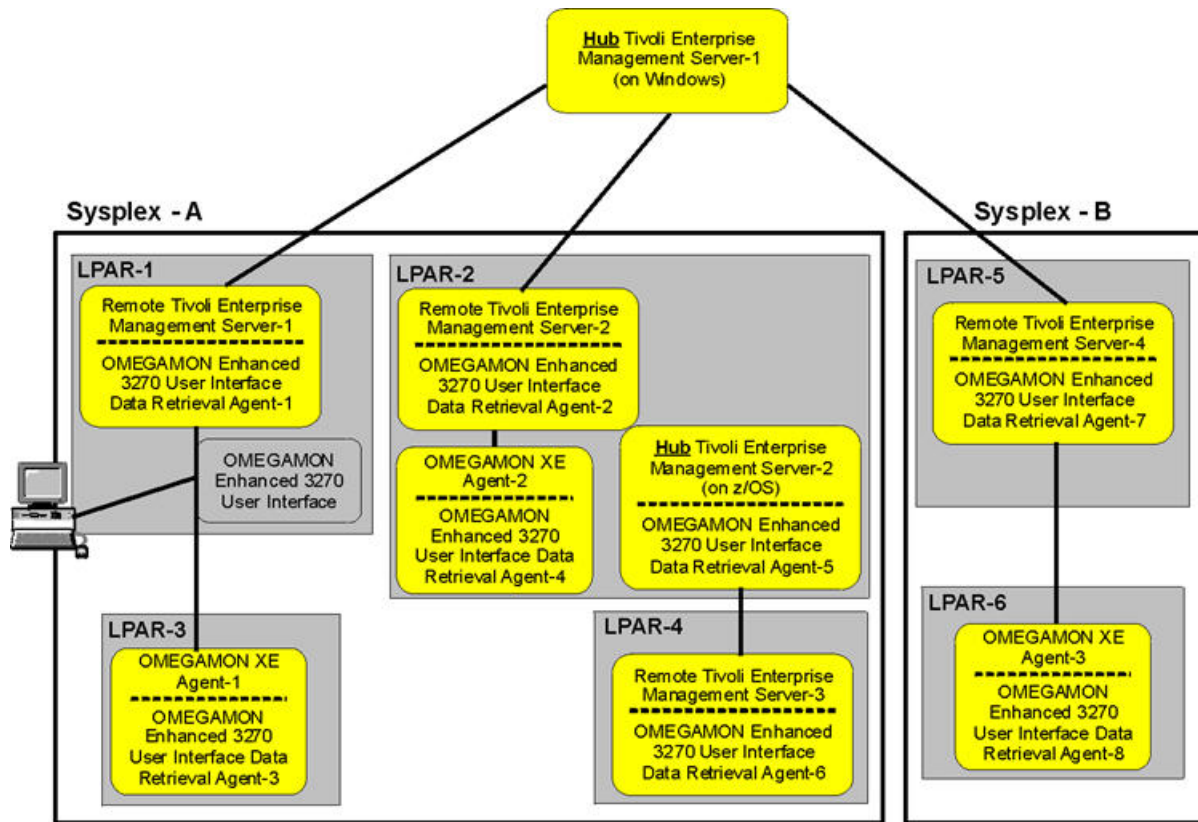 Hub Tivoli Enterprise
Management Server-1
(on Windows)
Sysplex - A
Sysplex - B
LPAR-1
Remote Tivoli Enterprise
Management Server-1
OMEGAMON Enhanced
3270 User Interface
Data Retrieval Agent-1
OMEGAMON
Enhanced 3270
User Interface
LPAR-2
Remote Tivoli Enterprise
Management Server-2
OMEGAMON Enhanced
3270 User Interface
Data Retrieval Agent-2
OMEGAMON XE
Agent-2
OMEGAMON
Enhanced 3270
User Interface Data
Retrieval Agent-4
Hub Tivoli Enterprise
Management Server-2
(on z/OS)
OMEGAMON Enhanced
3270 User Interface
Data Retrieval Agent-5
LPAR-5
Remote Tivoli Enterprise
Management Server-4
OMEGAMON Enhanced
3270 User Interface
Data Retrieval Agent-7
LPAR-3
OMEGAMON XE
Agent-1
OMEGAMON
Enhanced 3270
User Interface Data
Retrieval Agent-3
LPAR-4
Remote Tivoli Enterprise
Management Server-3
OMEGAMON Enhanced
3270 User Interface
Data Retrieval Agent-6
LPAR-6
OMEGAMON XE
Agent-3
OMEGAMON
Enhanced 3270
User Interface Data
Retrieval Agent-8